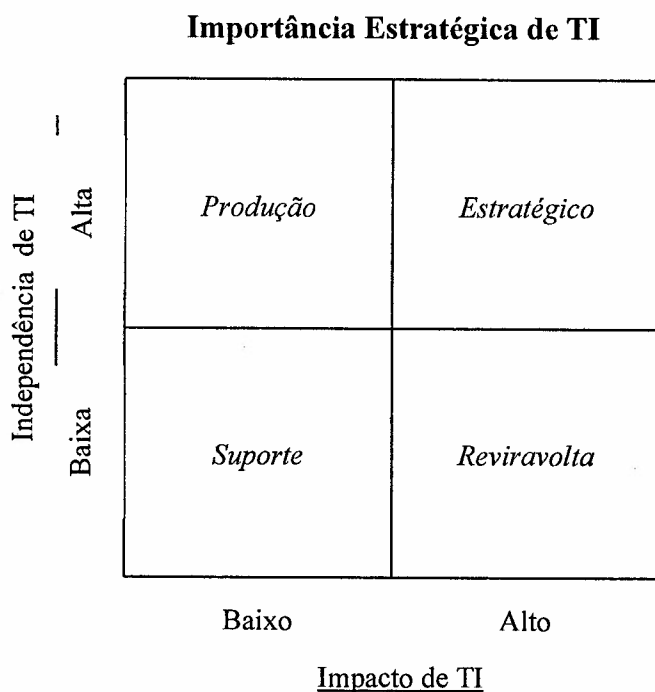 Importância Estratégica de TI
Independência de TI
Alta
Baixa
Produção
Estratégico
Suporte
Reviravolta
Baixo
Alto
Impacto de TI